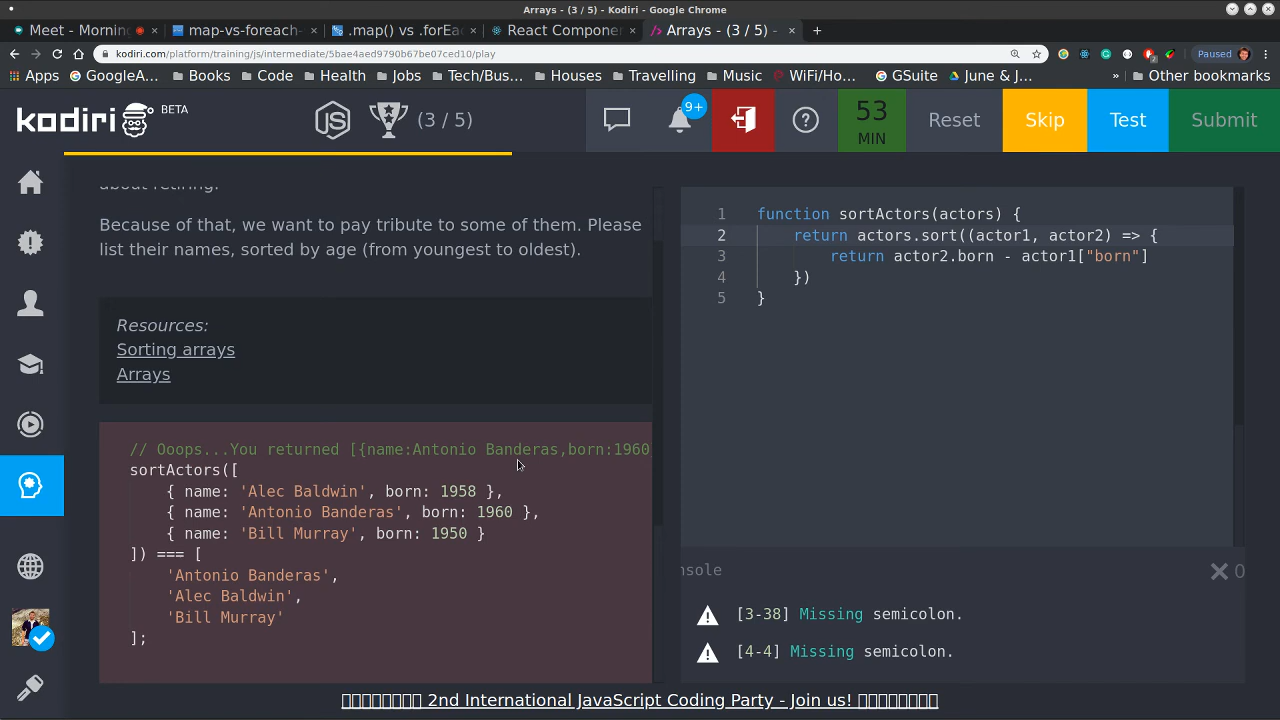 Arrays - (3 / 5) - Kodiri - Google Chrome
Meet - Mornin
map-vs-foreach-
.map() vs .forEa
React Componen
Arrays - (3 / 5) -
kodiri.com/platform/training/js/intermediate/5bae4aed9790b67be07ced10/play
Paused
Apps
GoogleA...
Books
Code
Health
Jobs
Tech/Bus...
Houses
Travelling
Music
WiFi/Ho...
GSuite
June & J...
»
Other bookmarks
kodiri
BETA
(3 / 5)
9+
53
MIN
Reset
Skip
Test
Submit
about retiring.
Because of that, we want to pay tribute to some of them. Please
list their names, sorted by age (from youngest to oldest).
Resources:
Sorting arrays
Arrays
// Ooops...You returned [{name:Antonio Banderas,born:1960
sortActors([
{ name: 'Alec Baldwin', born: 1958 },
{ name: 'Antonio Banderas', born: 1960 },
{ name: 'Bill Murray', born: 1950 }
]) === [
'Antonio Banderas',
'Alec Baldwin',
'Bill Murray'
];
1 function sortActors(actors) {
2 return actors.sort((actor1, actor2) => {
3 return actor2.born - actor1["born"]
4 })
5 }
nsole
0
[3-38] Missing semicolon.
[4-4] Missing semicolon.
2nd International JavaScript Coding Party - Join us!